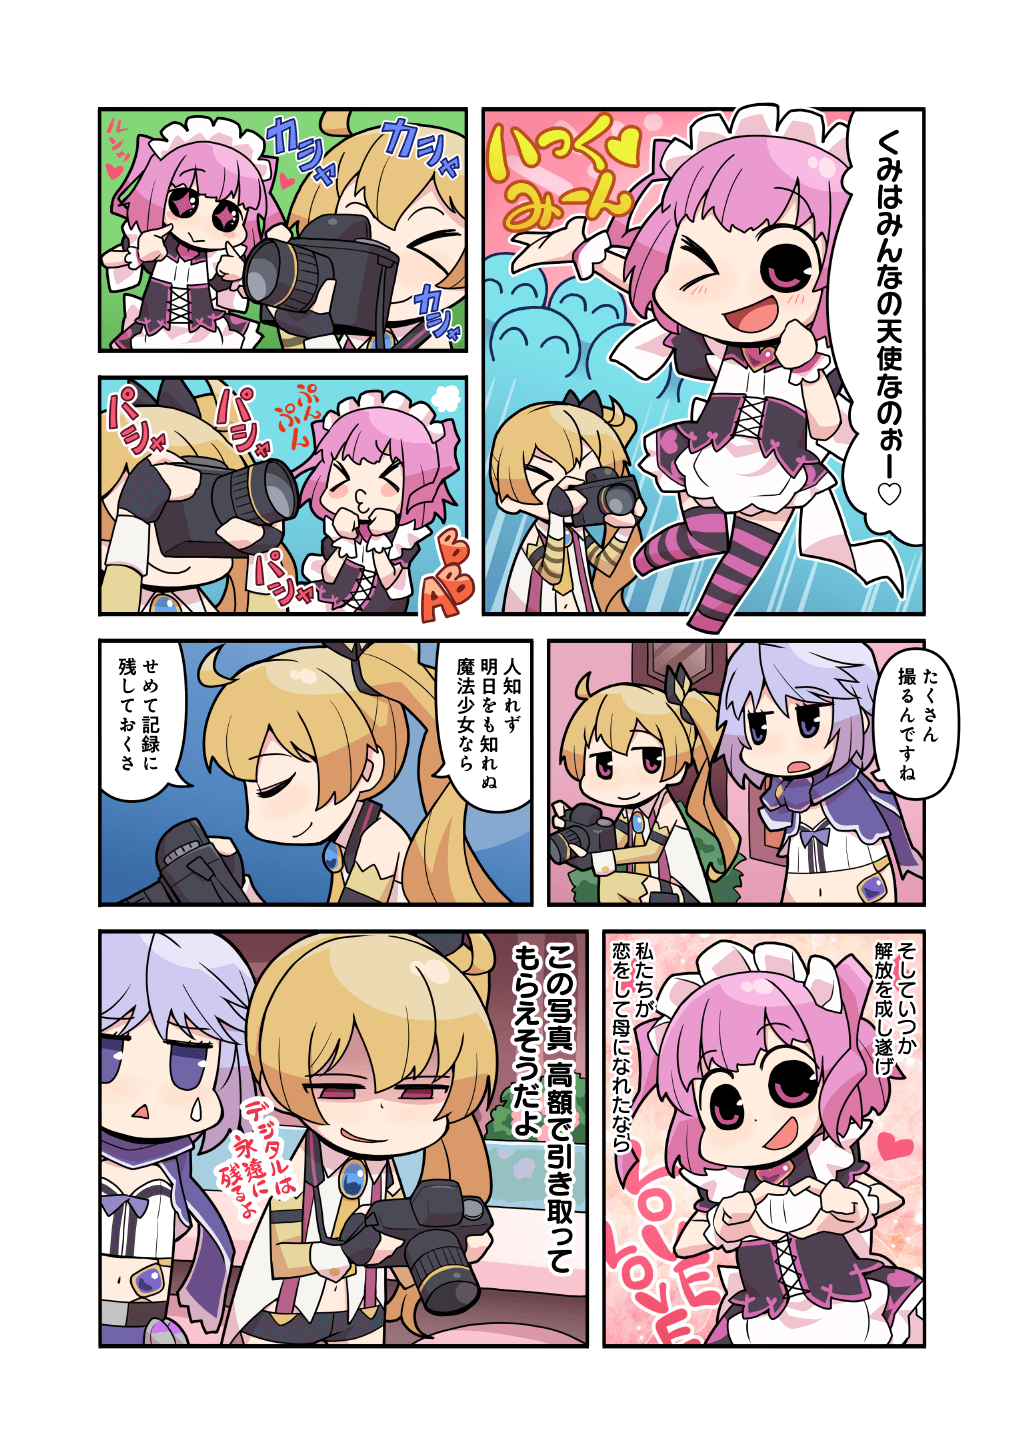 くみはみんなの天使なのぉー♡
いっく♥
みーん
ルンッ♥
カシャ
カシャ
カシャ
ぷん
ぷん
パシャ
パシャ
パシャ
B
BB
A
たくさん
撮るんですね
人知れず
明日をも知れぬ
魔法少女なら
せめて記録に
残しておくさ
そしていつか
解放を成し遂げ
私たちが
恋をして母になれたなら
LOVE
LOVE
この写真 高額で引き取って
もらえそうだよ
デジタルは
永遠に
残るよ